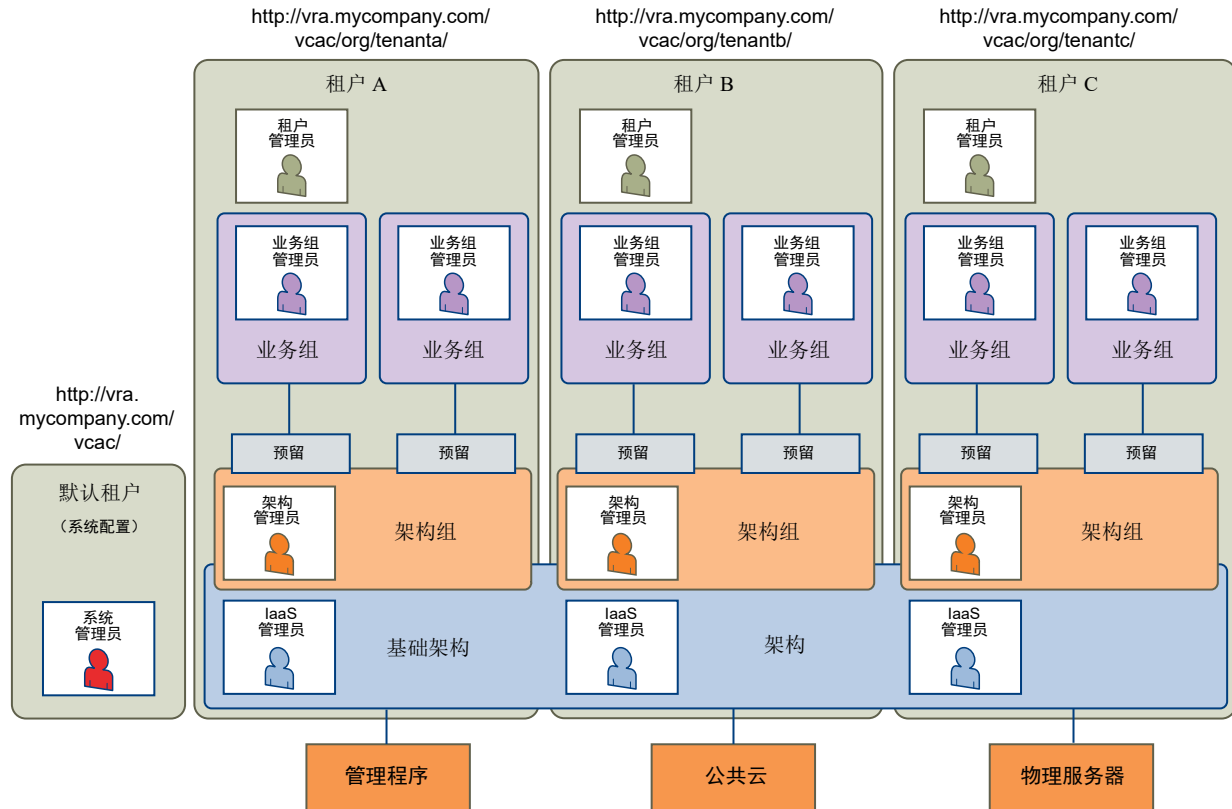 http://vra.mycompany.com/
vcac/org/tenanta/
http://vra.mycompany.com/
vcac/org/tenantb/
http://vra.mycompany.com/
vcac/org/tenantc/
租户 A
租户 B
租户 C
租户
管理员
租户
管理员
租户
管理员
业务组
管理员
业务组
管理员
业务组
管理员
业务组
管理员
业务组
管理员
业务组
管理员
业务组
业务组
业务组
业务组
业务组
业务组
http://vra.
mycompany.com/
vcac/
预留
预留
预留
预留
预留
预留
默认租户
（系统配置）
架构
管理员
架构组
架构
管理员
架构组
架构
管理员
架构组
系统
管理员
IaaS
管理员
基础架构
IaaS
管理员
架构
IaaS
管理员
管理程序
公共云
物理服务器